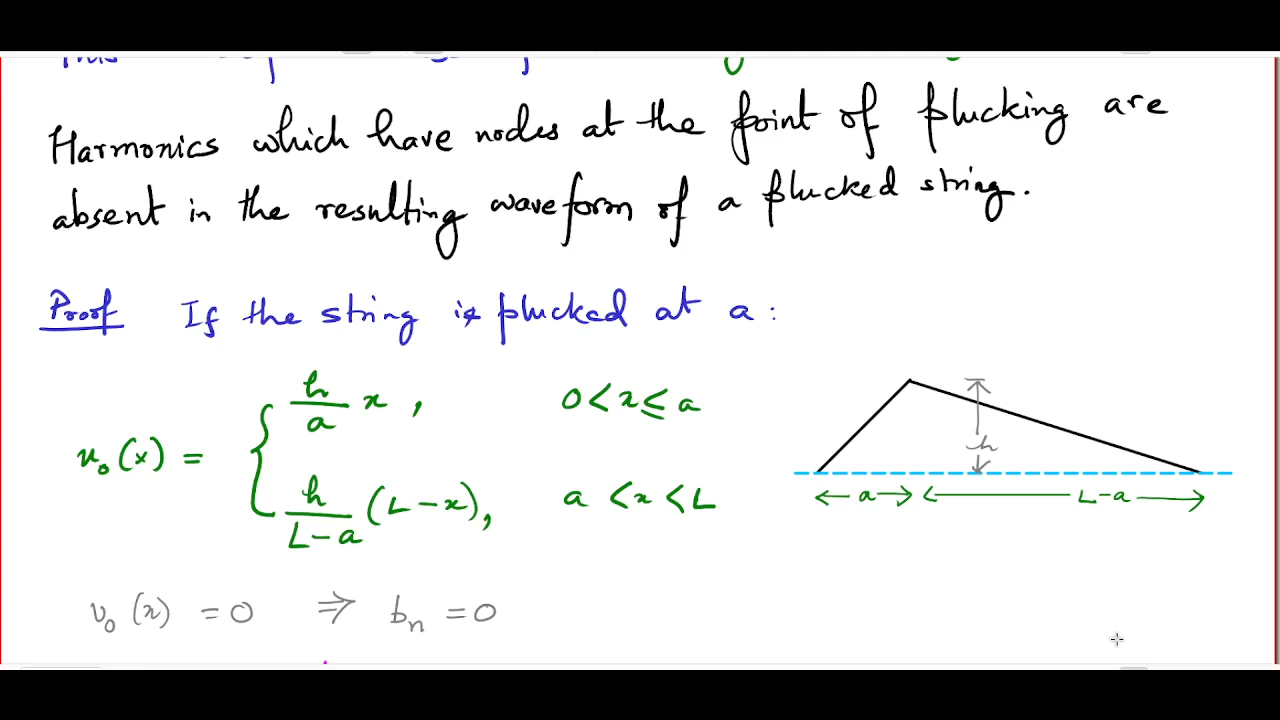 Harmonics which have nodes at the point of plucking are
absent in the resulting waveform of a plucked string.
Proof If the string is plucked at a :
u₀(x) = { h/a x , 0 < x ≤ a
h/(L-a) (L-x), a < x < L
h
a L-a
v₀(x) = 0 ⇒ bₙ = 0